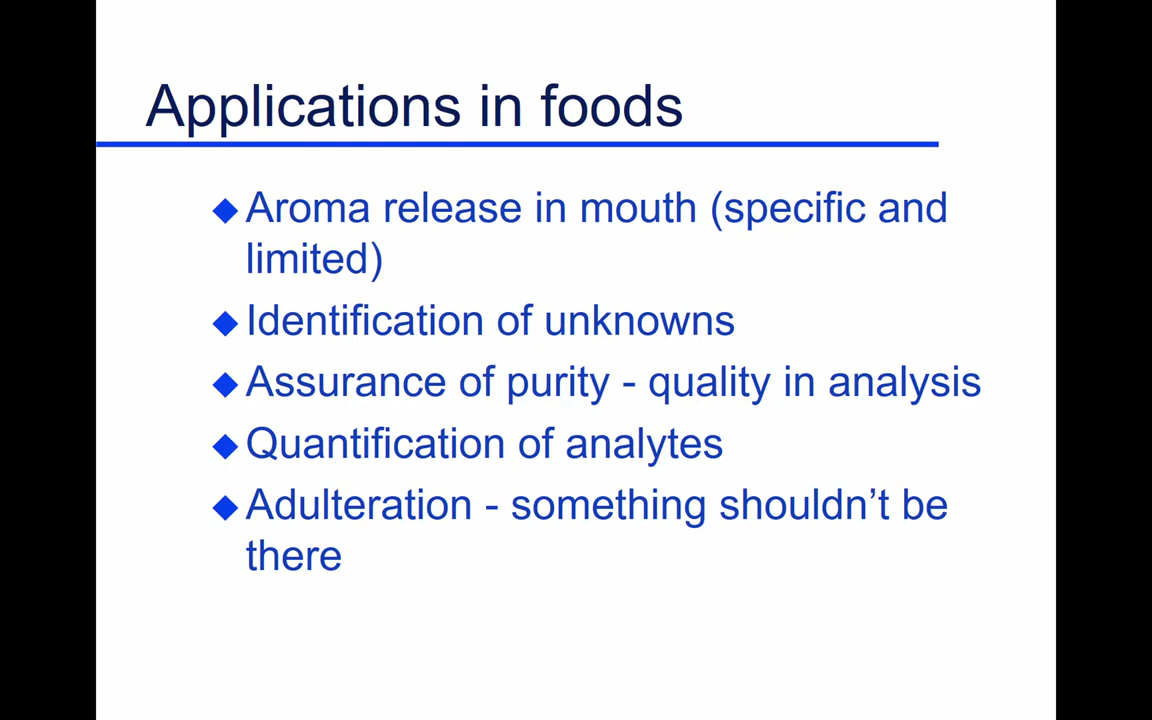 Applications in foods
Aroma release in mouth (specific and
limited)
Identification of unknowns
Assurance of purity - quality in analysis
Quantification of analytes
Adulteration - something shouldn’t be
there